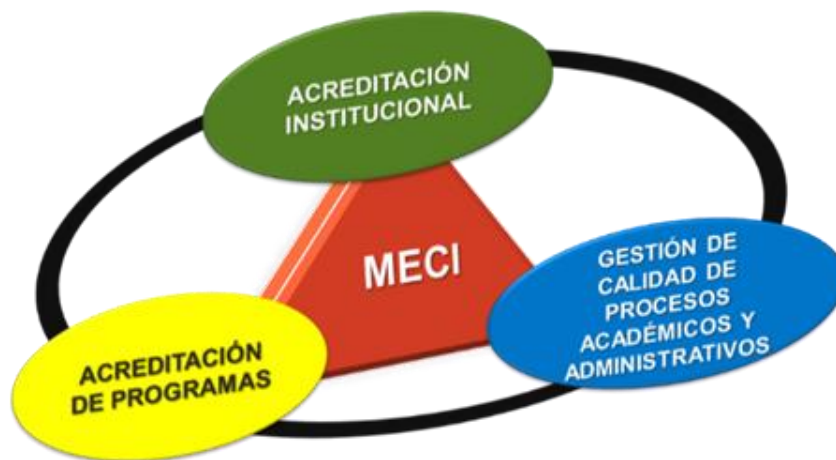 ACREDITACIÓN
INSTITUCIONAL
MECI
GESTIÓN DE
CALIDAD DE
PROCESOS
ACADÉMICOS Y
ADMINISTRATIVOS
ACREDITACIÓN
DE PROGRAMAS